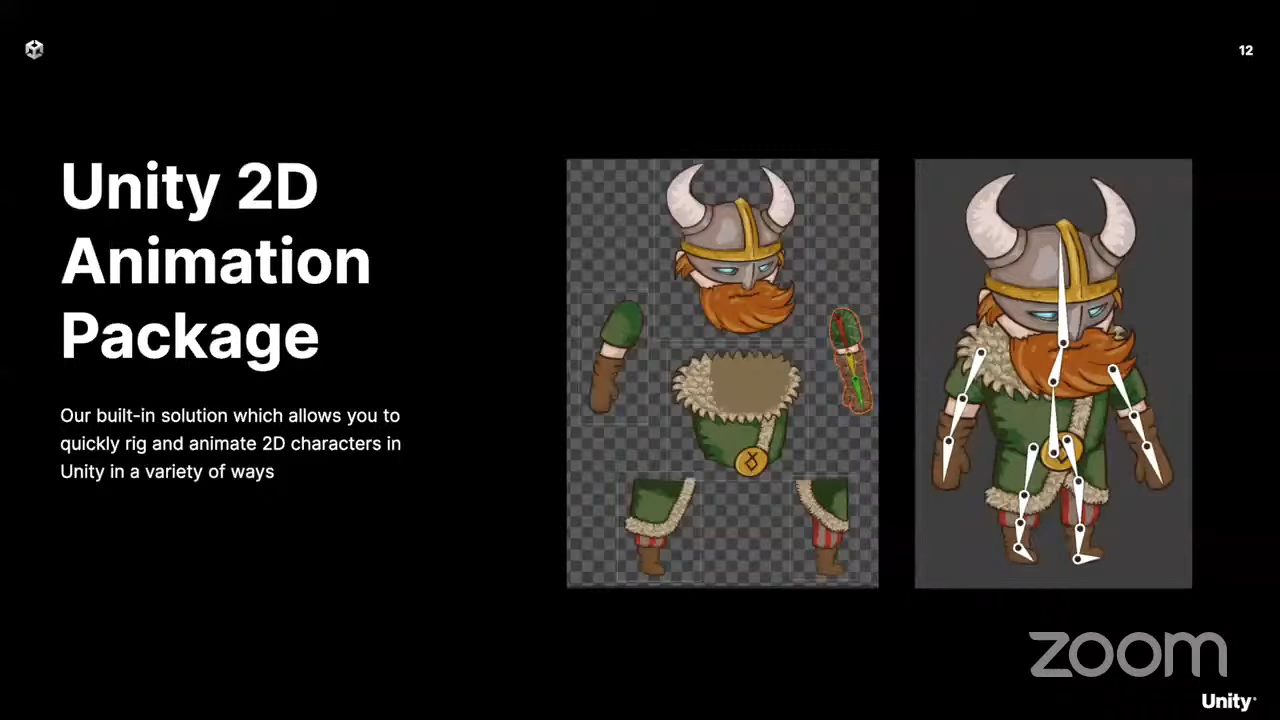 12
Unity 2D
Animation
Package
Our built-in solution which allows you to
quickly rig and animate 2D characters in
Unity in a variety of ways
zoom
Unity